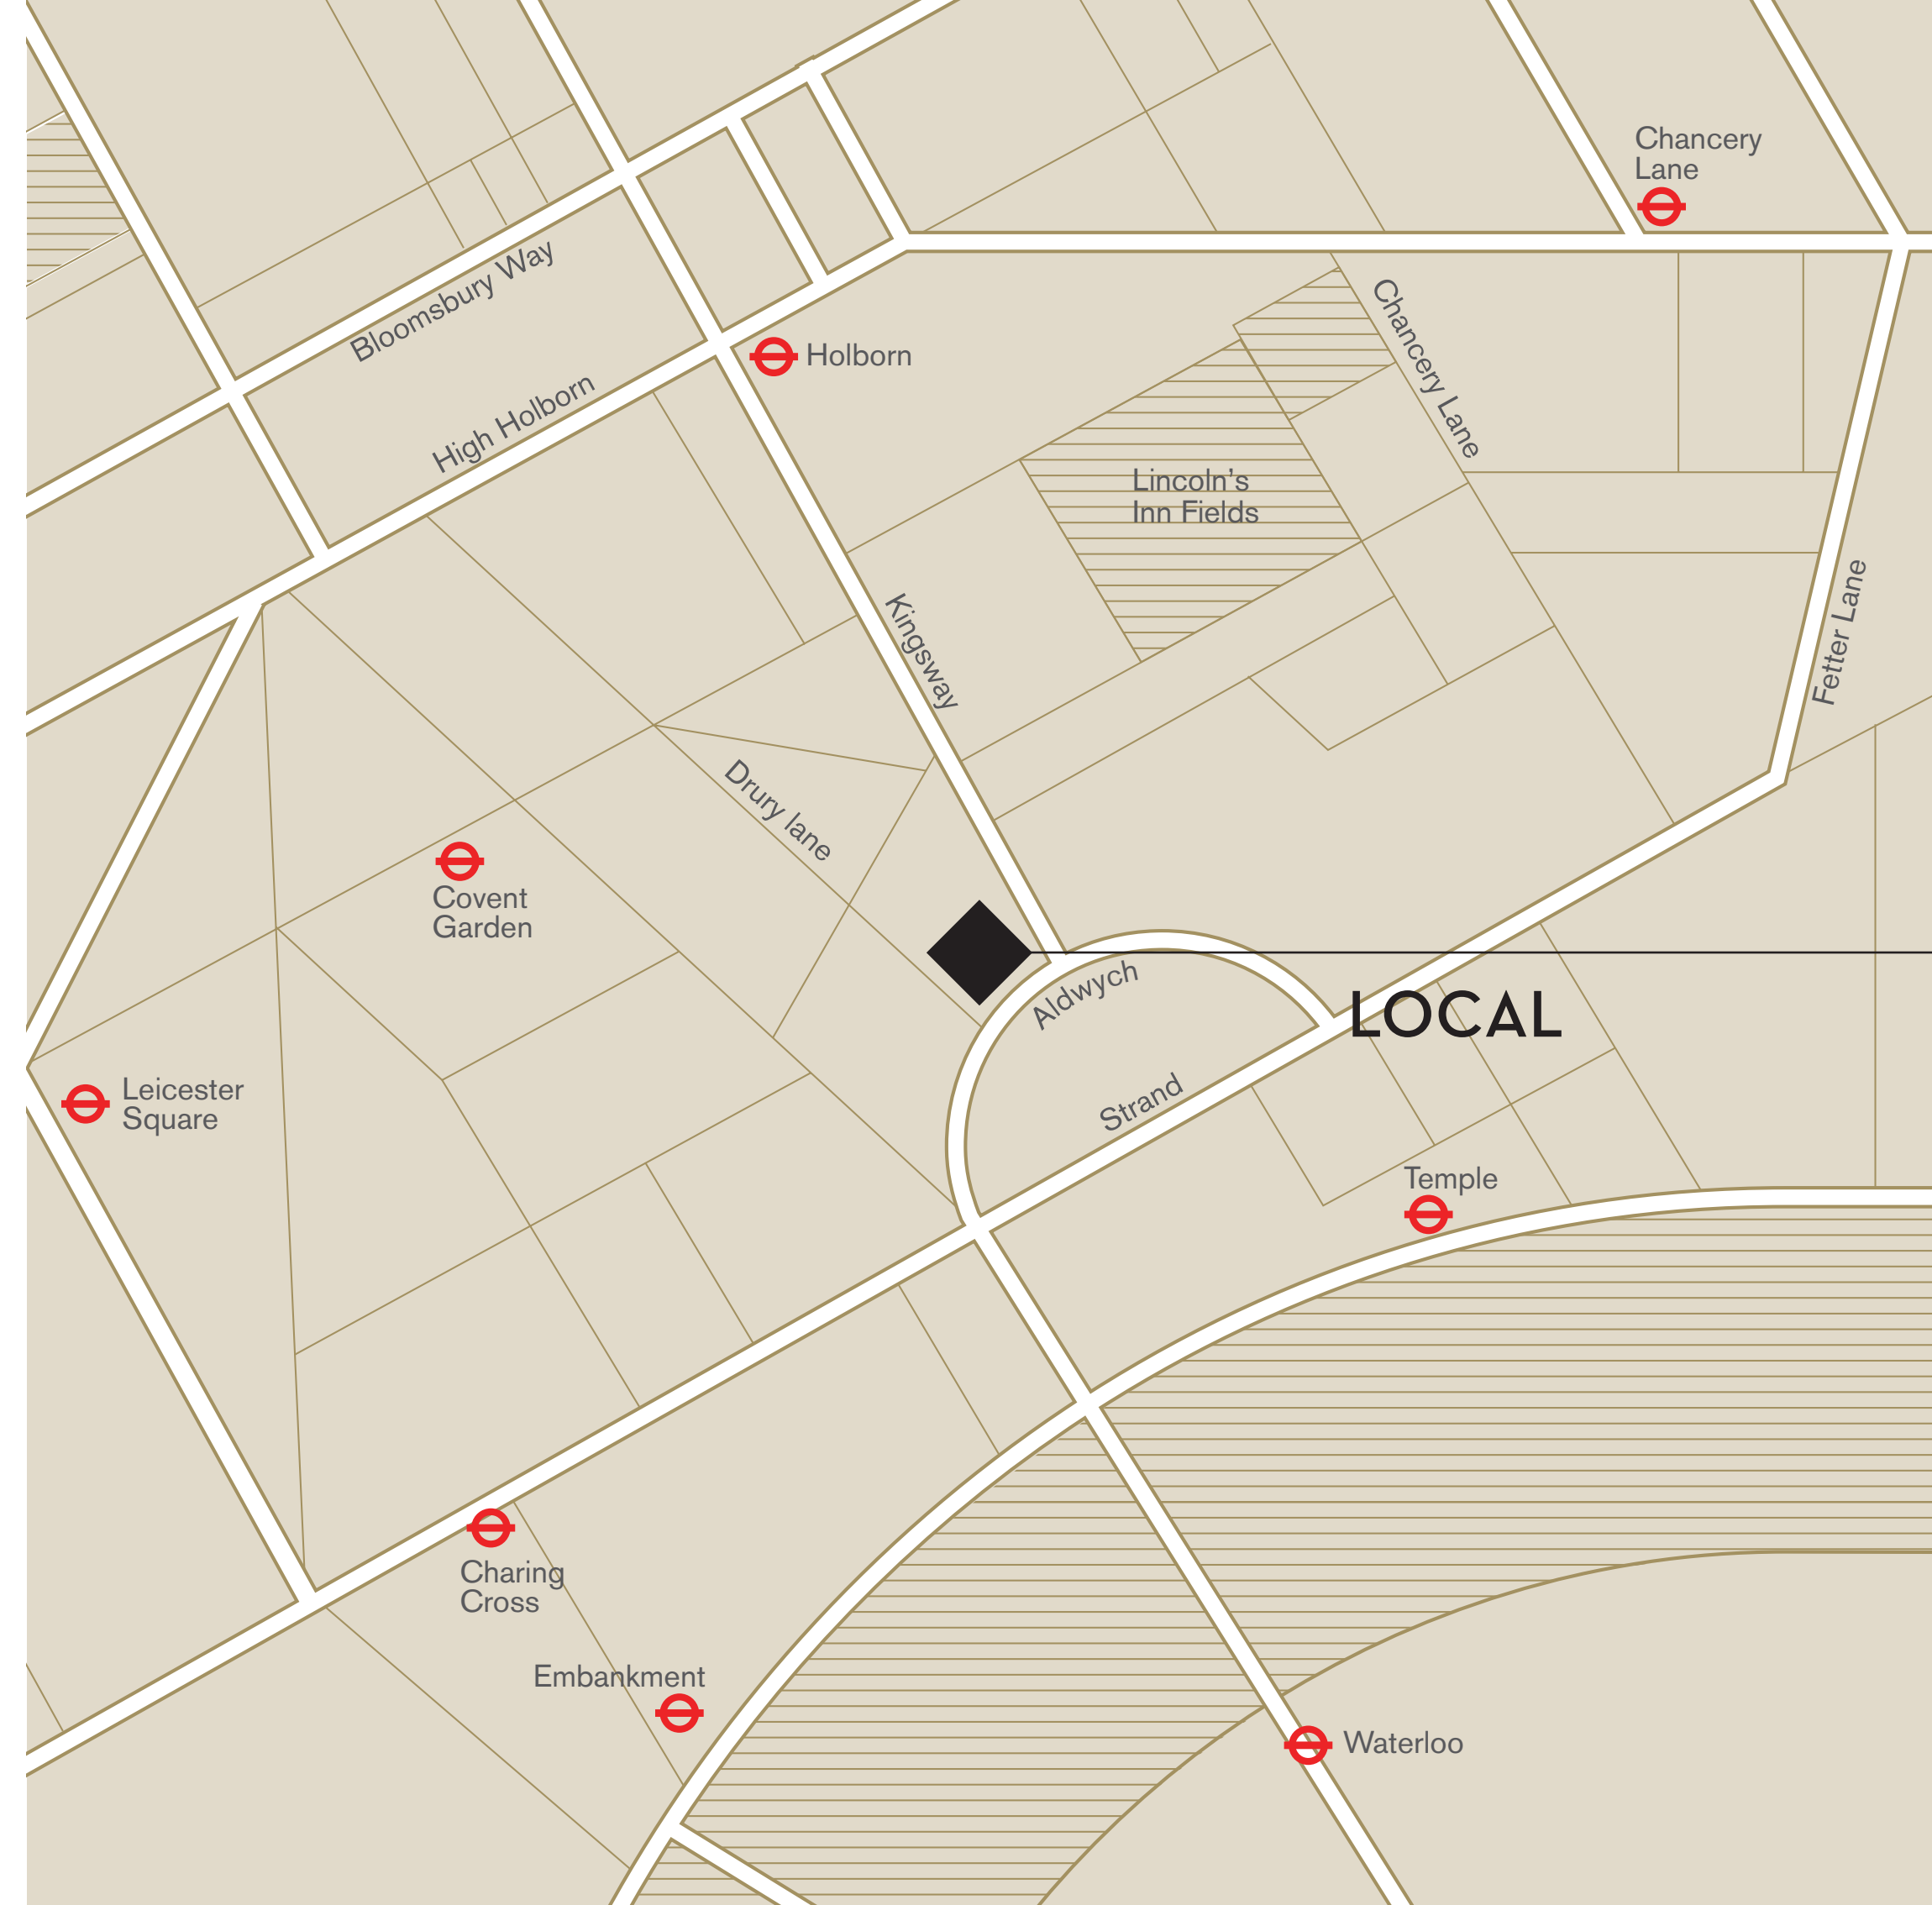 Chancery
Lane
Bloomsbury Way
Holborn
High Holborn
Chancery Lane
Lincoln's
Inn Fields
Kingsway
Fetter Lane
Drury lane
Covent
Garden
Aldwych
LOCAL
Leicester
Square
Strand
Temple
Charing
Cross
Embankment
Waterloo